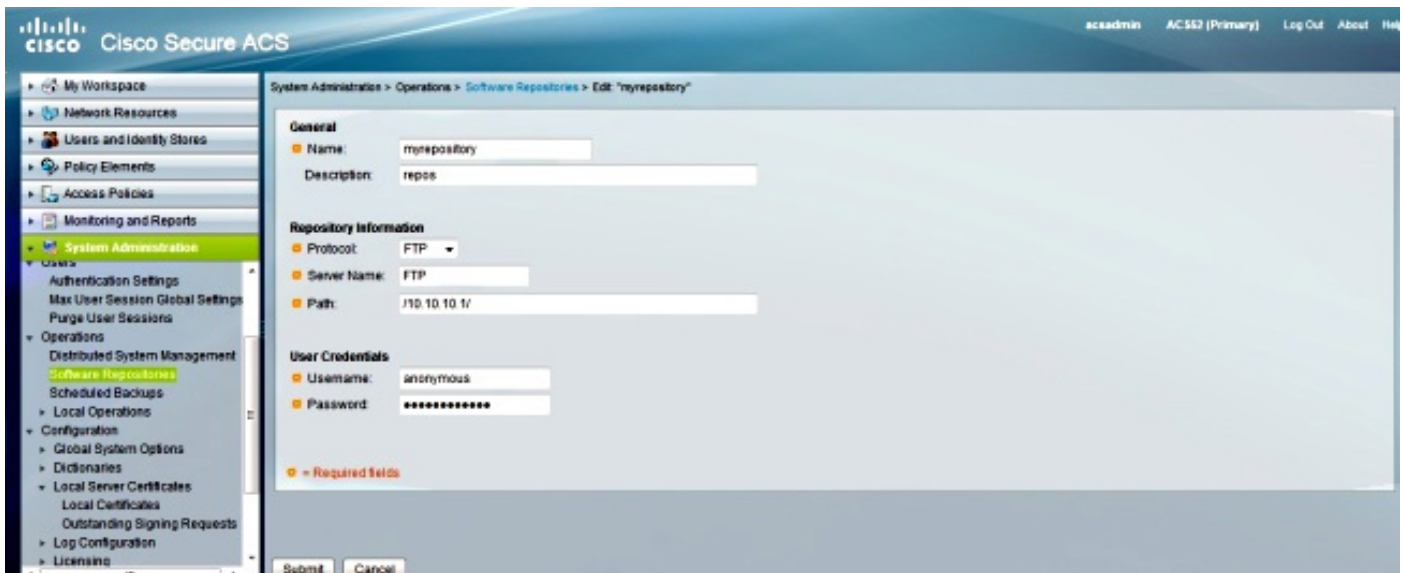 CISCO Cisco Secure ACS
acsadmin ACS52 (Primary) Log Out About Help
My Workspace
Network Resources
Users and Identity Stores
Policy Elements
Access Policies
Monitoring and Reports
System Administration
Users
Authentication Settings
Max User Session Global Settings
Purge User Sessions
Operations
Distributed System Management
Software Repositories
Scheduled Backups
Local Operations
Configuration
Global System Options
Dictionaries
Local Server Certificates
Local Certificates
Outstanding Signing Requests
Log Configuration
Licensing
System Administration > Operations > Software Repositories > Edit: "myrepository"
General
Name: myrepository
Description: repos
Repository Information
Protocol: FTP
Server Name: FTP
Path: /10.10.10.1/
User Credentials
Username: anonymous
Password: ••••••••••••
= Required fields
Submit Cancel